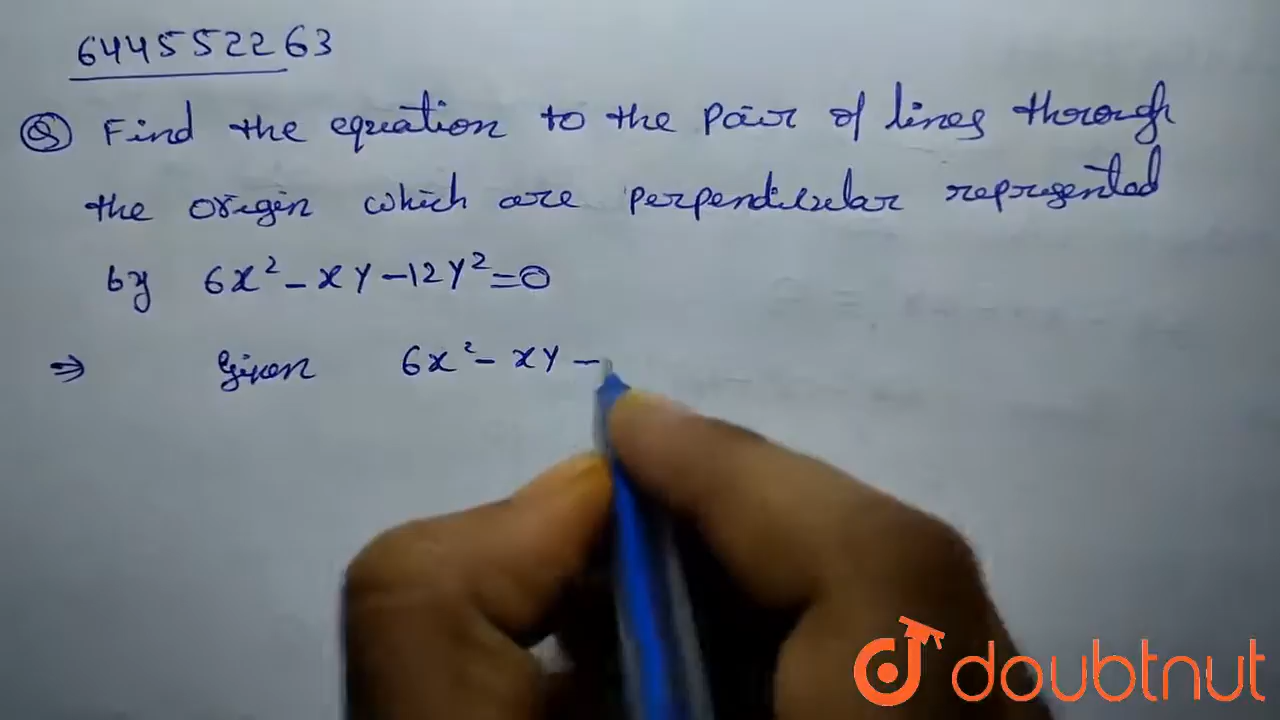 6445552263
Q Find the equation to the pair of lines through
the origin which are perpendicular represented
by 6x²-xy-12y²=0
⇒ Given 6x²-xy-
doubtnut